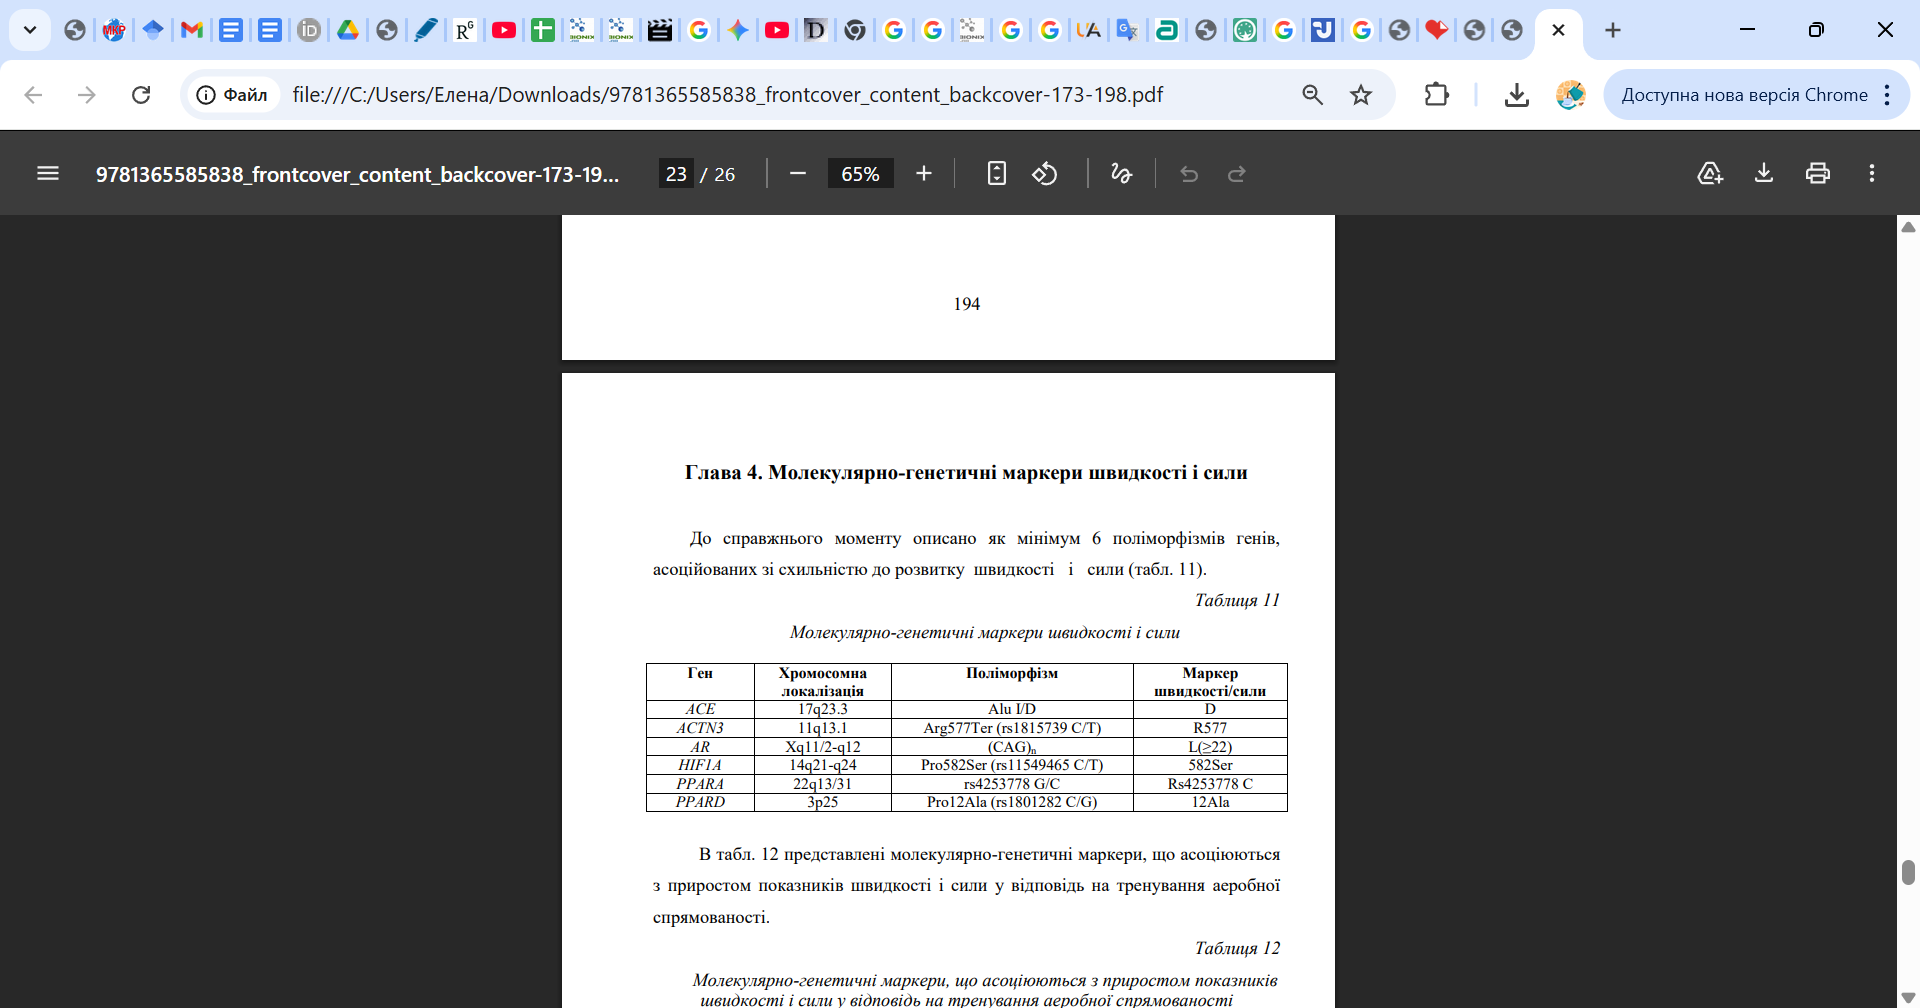 Файл
file:///C:/Users/Елена/Downloads/9781365585838_frontcover_content_backcover-173-198.pdf
Доступна нова версія Chrome
9781365585838_frontcover_content_backcover-173-19...
23 / 26
65%
194
Глава 4. Молекулярно-генетичні маркери швидкості і сили
До справжнього моменту описано як мінімум 6 поліморфізмів генів,
асоційованих зі схильністю до розвитку швидкості і сили (табл. 11).
Таблиця 11
Молекулярно-генетичні маркери швидкості і сили
Ген Хромосомна локалізація Поліморфізм Маркер швидкості/сили
ACE 17q23.3 Alu I/D D
ACTN3 11q13.1 Arg577Ter (rs1815739 C/T) R577
AR Xq11/2-q12 (CAG)n L(≥22)
HIF1A 14q21-q24 Pro582Ser (rs11549465 C/T) 582Ser
PPARA 22q13/31 rs4253778 G/C Rs4253778 C
PPARD 3p25 Pro12Ala (rs1801282 C/G) 12Ala
В табл. 12 представлені молекулярно-генетичні маркери, що асоціюються
з приростом показників швидкості і сили у відповідь на тренування аеробної
спрямованості.
Таблиця 12
Молекулярно-генетичні маркери, що асоціюються з приростом показників
швидкості і сили у відповідь на тренування аеробної спрямованості